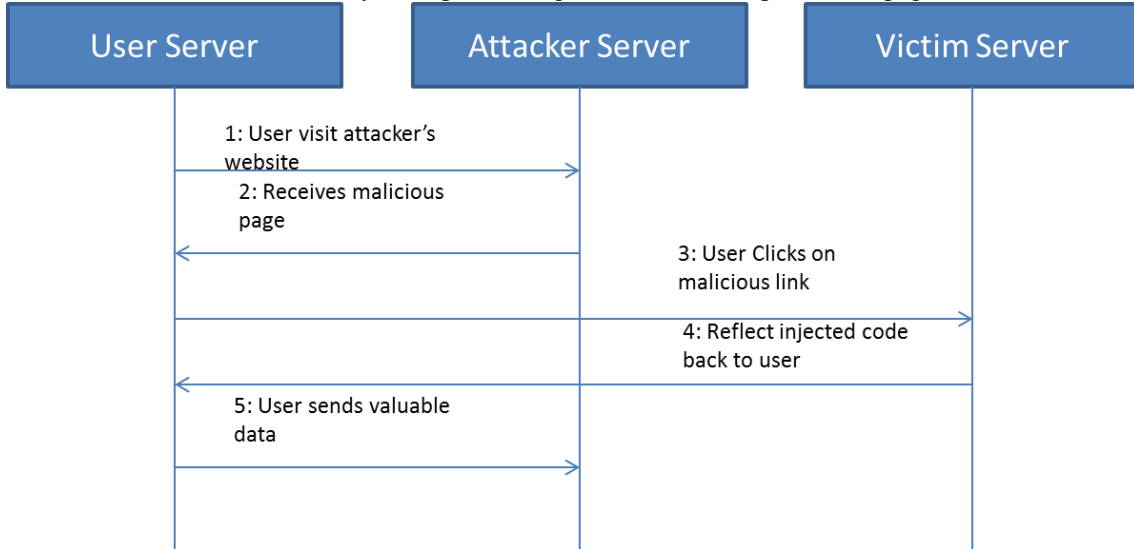 User Server
Attacker Server
Victim Server
1: User visit attacker's
website
2: Receives malicious
page
3: User Clicks on
malicious link
4: Reflect injected code
back to user
5: User sends valuable
data